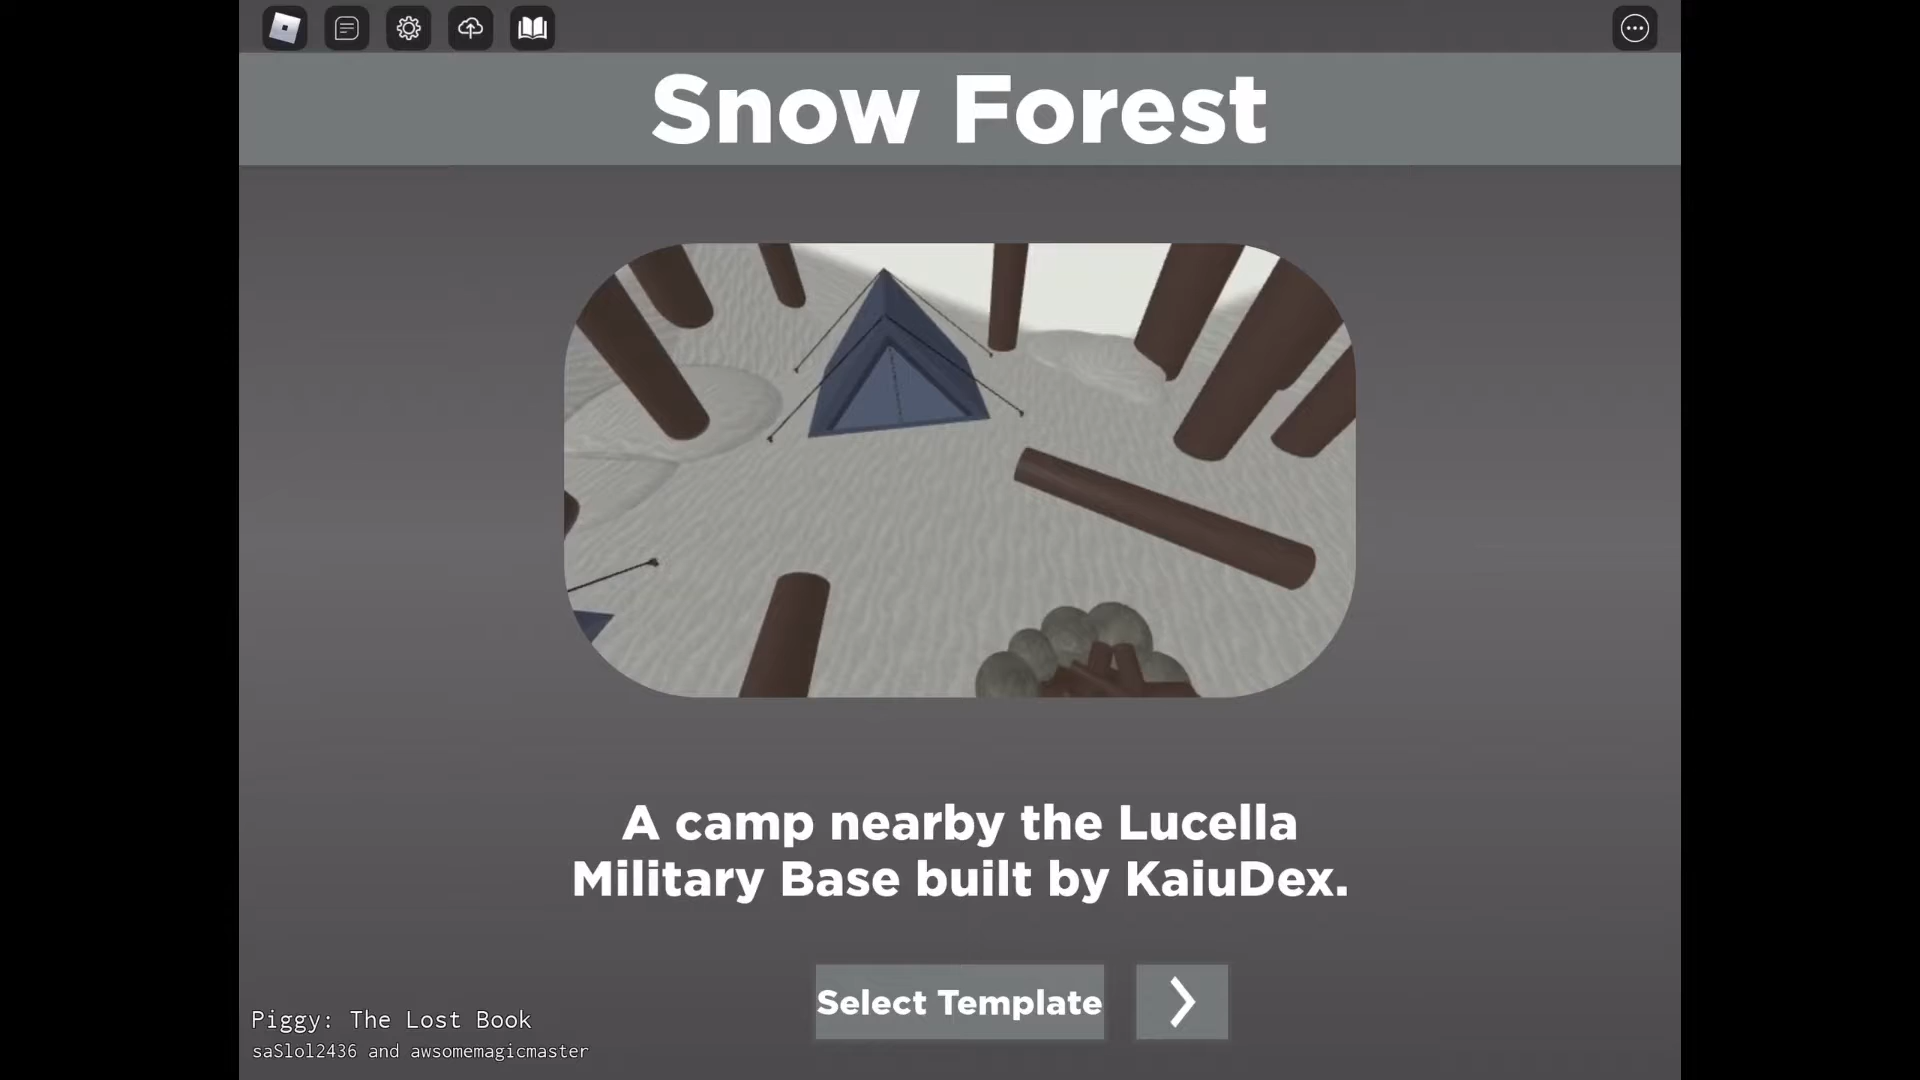 Snow Forest
A camp nearby the Lucella
Military Base built by KaiuDex.
Select Template
Piggy: The Lost Book
saSlol2436 and awsomemagicmaster